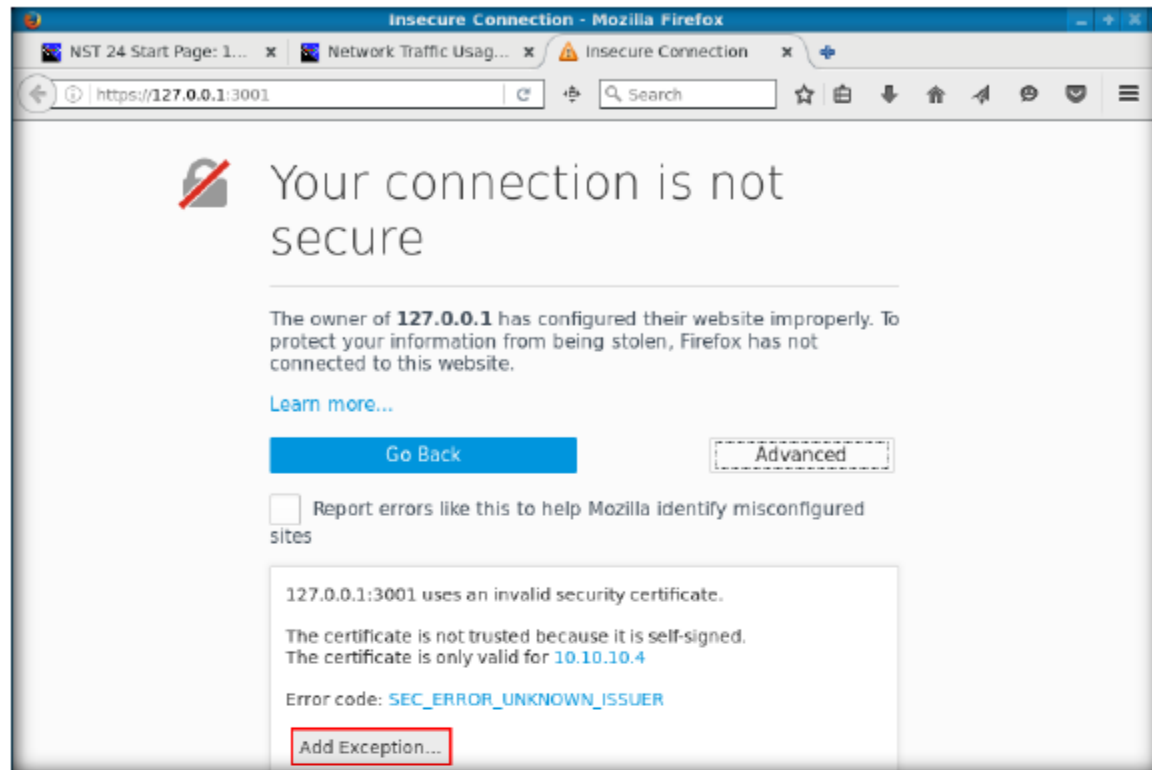 Insecure Connection - Mozilla Firefox
NST 24 Start Page: 1...
Network Traffic Usag...
Insecure Connection
https://127.0.0.1:3001
Search
Your connection is not
secure
The owner of 127.0.0.1 has configured their website improperly. To
protect your information from being stolen, Firefox has not
connected to this website.
Learn more...
Go Back
Advanced
Report errors like this to help Mozilla identify misconfigured
sites
127.0.0.1:3001 uses an invalid security certificate.
The certificate is not trusted because it is self-signed.
The certificate is only valid for 10.10.10.4
Error code: SEC_ERROR_UNKNOWN_ISSUER
Add Exception...